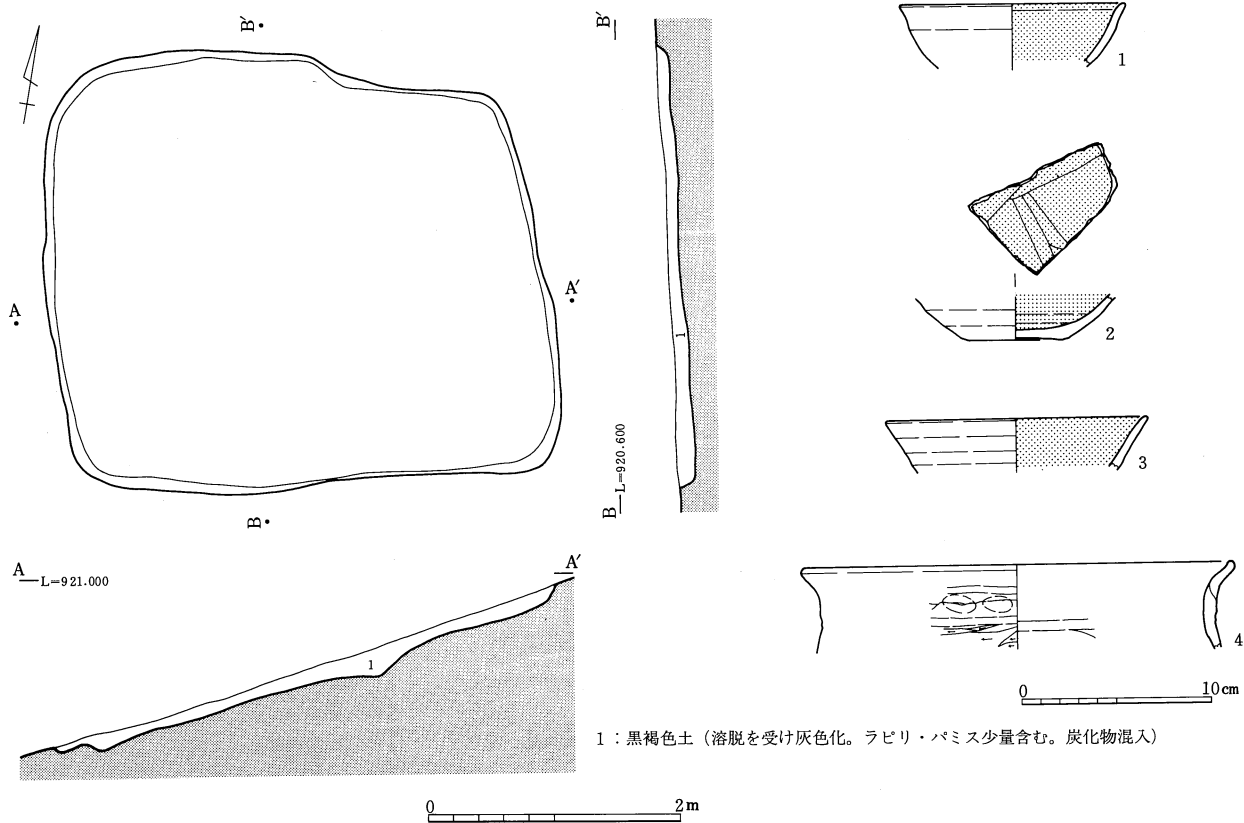 B′
B′
1
A
A′
2
1
B
B
L=920.600
3
A
L=921.000
A′
1
4
0 10cm
1：黒褐色土（溶脱を受け灰色化。ラピリ・パミス少量含む。炭化物混入）
0 2m